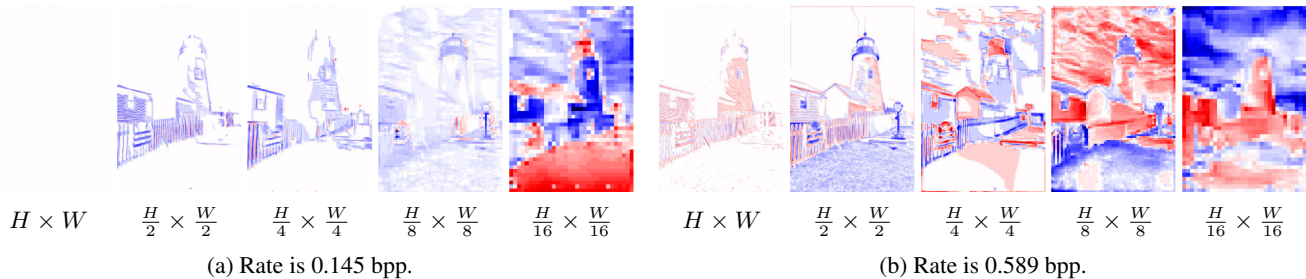 H × W H/2 × W/2 H/4 × W/4 H/8 × W/8 H/16 × W/16 H × W H/2 × W/2 H/4 × W/4 H/8 × W/8 H/16 × W/16
(a) Rate is 0.145 bpp. (b) Rate is 0.589 bpp.